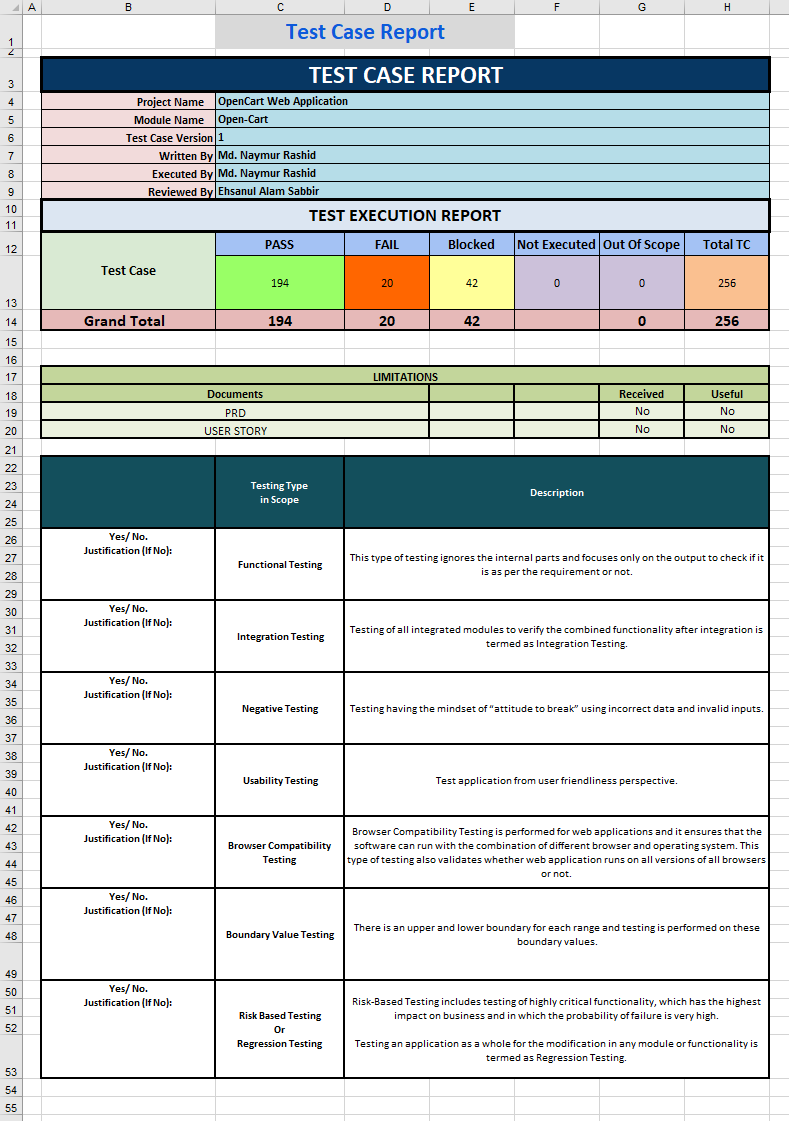 A B C D E F G H
1 Test Case Report
2
3 TEST CASE REPORT
4 Project Name OpenCart Web Application
5 Module Name Open-Cart
6 Test Case Version 1
7 Written By Md. Naymur Rashid
8 Executed By Md. Naymur Rashid
9 Reviewed By Ehsanul Alam Sabbir
10
11 TEST EXECUTION REPORT
12 PASS FAIL Blocked Not Executed Out Of Scope Total TC
Test Case
13 194 20 42 0 0 256
14 Grand Total 194 20 42 0 256
15
16
17 LIMITATIONS
18 Documents Received Useful
19 PRD No No
20 USER STORY No No
21
22
23 Testing Type
24 in Scope Description
25
26 Yes/ No.
27 Justification (If No):
28 Functional Testing
29
This type of testing ignores the internal parts and focuses only on the output to check if it
is as per the requirement or not.
30 Yes/ No.
31 Justification (If No):
32 Integration Testing
33
Testing of all integrated modules to verify the combined functionality after integration is
termed as Integration Testing.
34 Yes/ No.
35 Justification (If No):
36 Negative Testing
37
Testing having the mindset of “attitude to break” using incorrect data and invalid inputs.
38 Yes/ No.
39 Justification (If No):
40 Usability Testing
41
Test application from user friendliness perspective.
42 Yes/ No.
43 Justification (If No):
44 Browser Compatibility
45 Testing
Browser Compatibility Testing is performed for web applications and it ensures that the
software can run with the combination of different browser and operating system. This
type of testing also validates whether web application runs on all versions of all browsers
or not.
46 Yes/ No.
47 Justification (If No):
48 Boundary Value Testing
49
There is an upper and lower boundary for each range and testing is performed on these
boundary values.
50 Yes/ No.
51 Justification (If No):
52 Risk Based Testing
Or
53 Regression Testing
Risk-Based Testing includes testing of highly critical functionality, which has the highest
impact on business and in which the probability of failure is very high.
Testing an application as a whole for the modification in any module or functionality is
termed as Regression Testing.
54
55